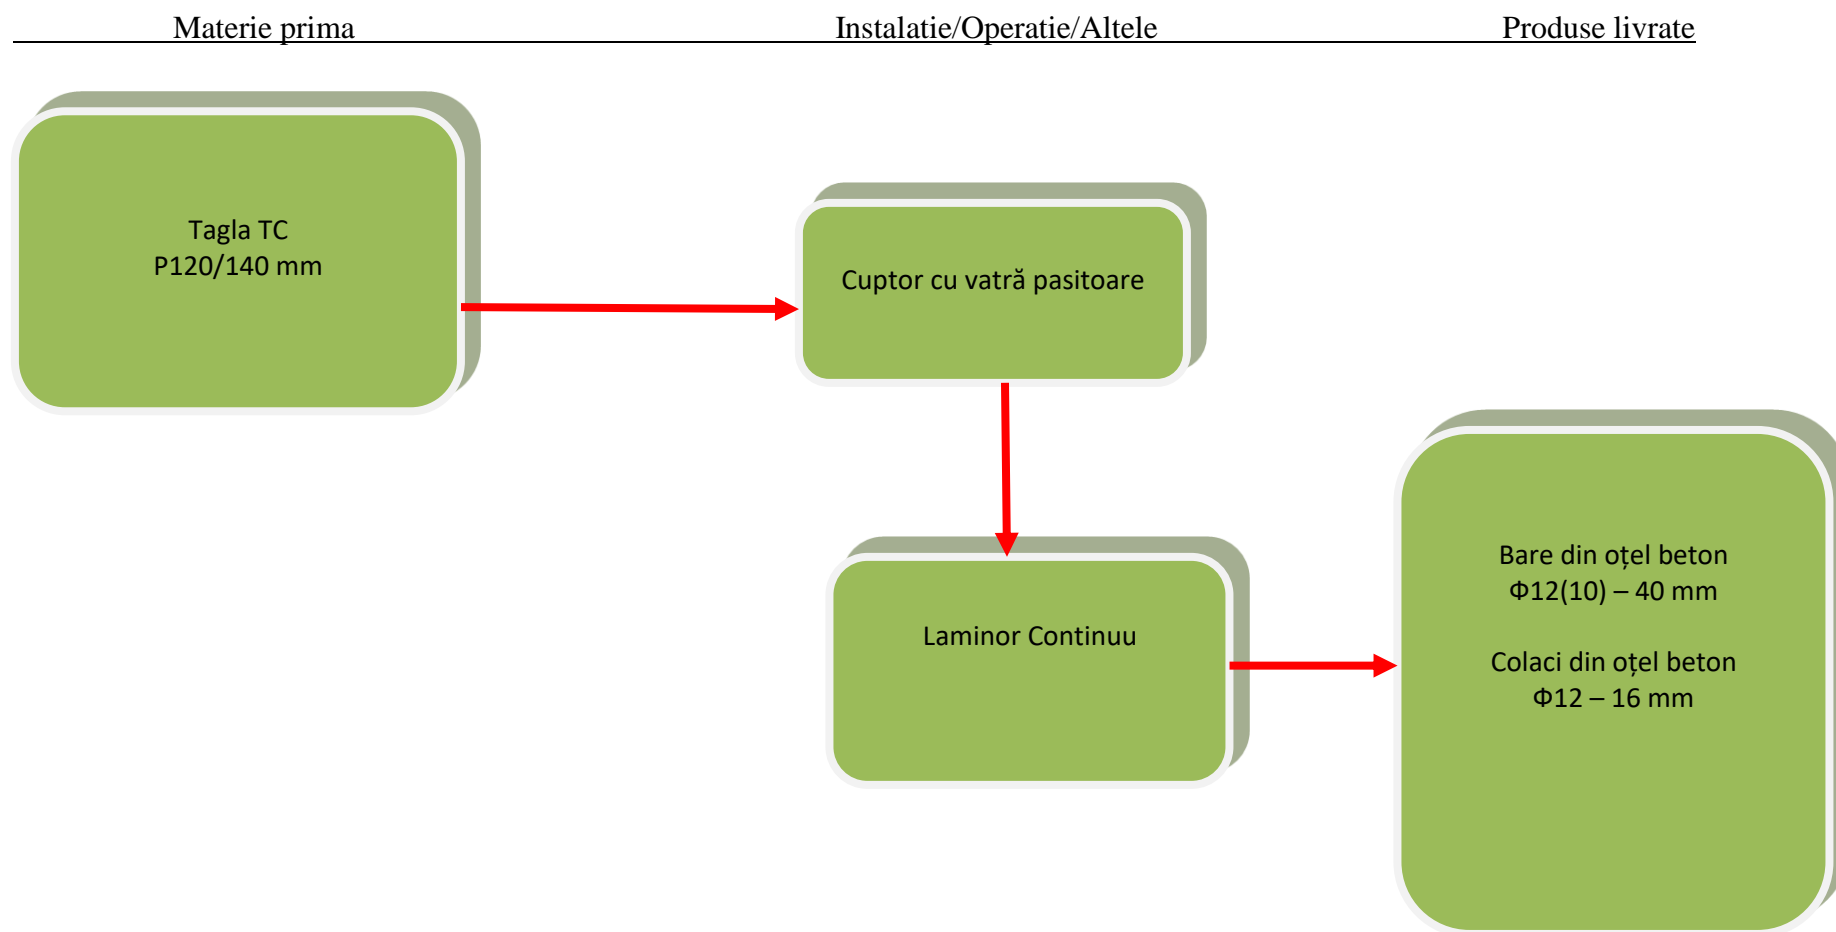 Materie prima Instalatie/Operatie/Altele Produse livrate
Tagla TC
P120/140 mm
Cuptor cu vatră pasitoare
Laminor Continuu
Bare din oțel beton
Φ12(10) – 40 mm
Colaci din oțel beton
Φ12 – 16 mm